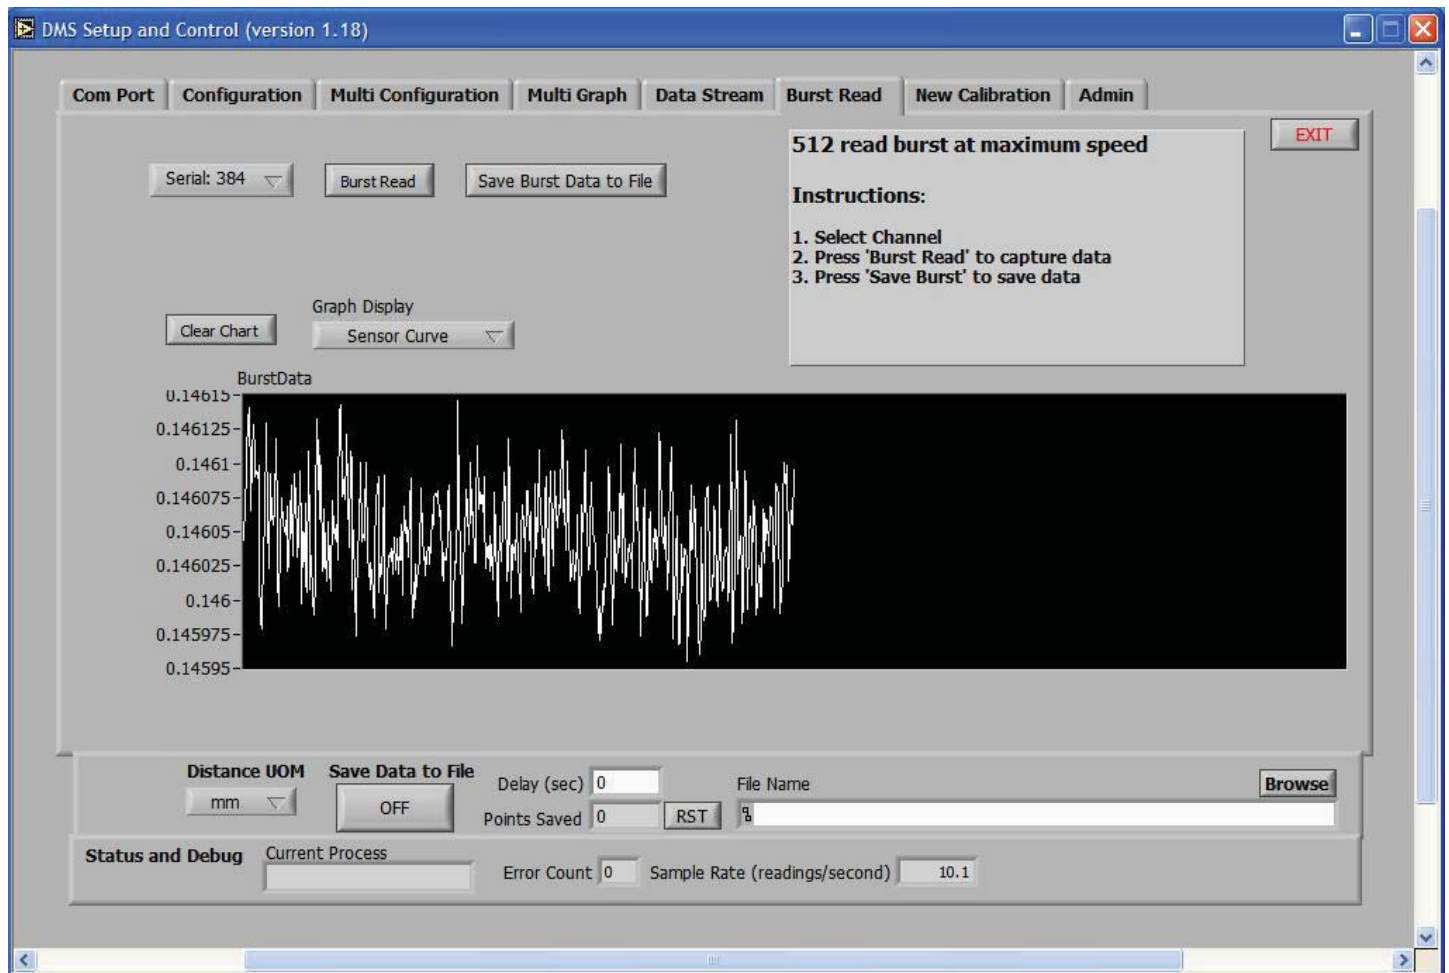 DMS Setup and Control (version 1.18)
Com Port Configuration Multi Configuration Multi Graph Data Stream Burst Read New Calibration Admin
EXIT
512 read burst at maximum speed
Instructions:
1. Select Channel
2. Press 'Burst Read' to capture data
3. Press 'Save Burst' to save data
Serial: 384 Burst Read Save Burst Data to File
Graph Display
Clear Chart Sensor Curve
BurstData
0.14615
0.146125
0.1461
0.146075
0.14605
0.146025
0.146
0.145975
0.14595
Distance UOM Save Data to File
mm OFF
Delay (sec) 0 File Name Browse
Points Saved 0 RST
Status and Debug Current Process
Error Count 0 Sample Rate (readings/second) 10.1